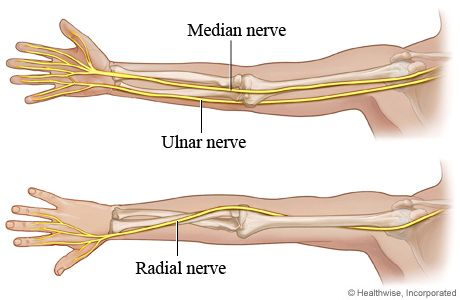 Median nerve
Ulnar nerve
Radial nerve
© Healthwise, Incorporated